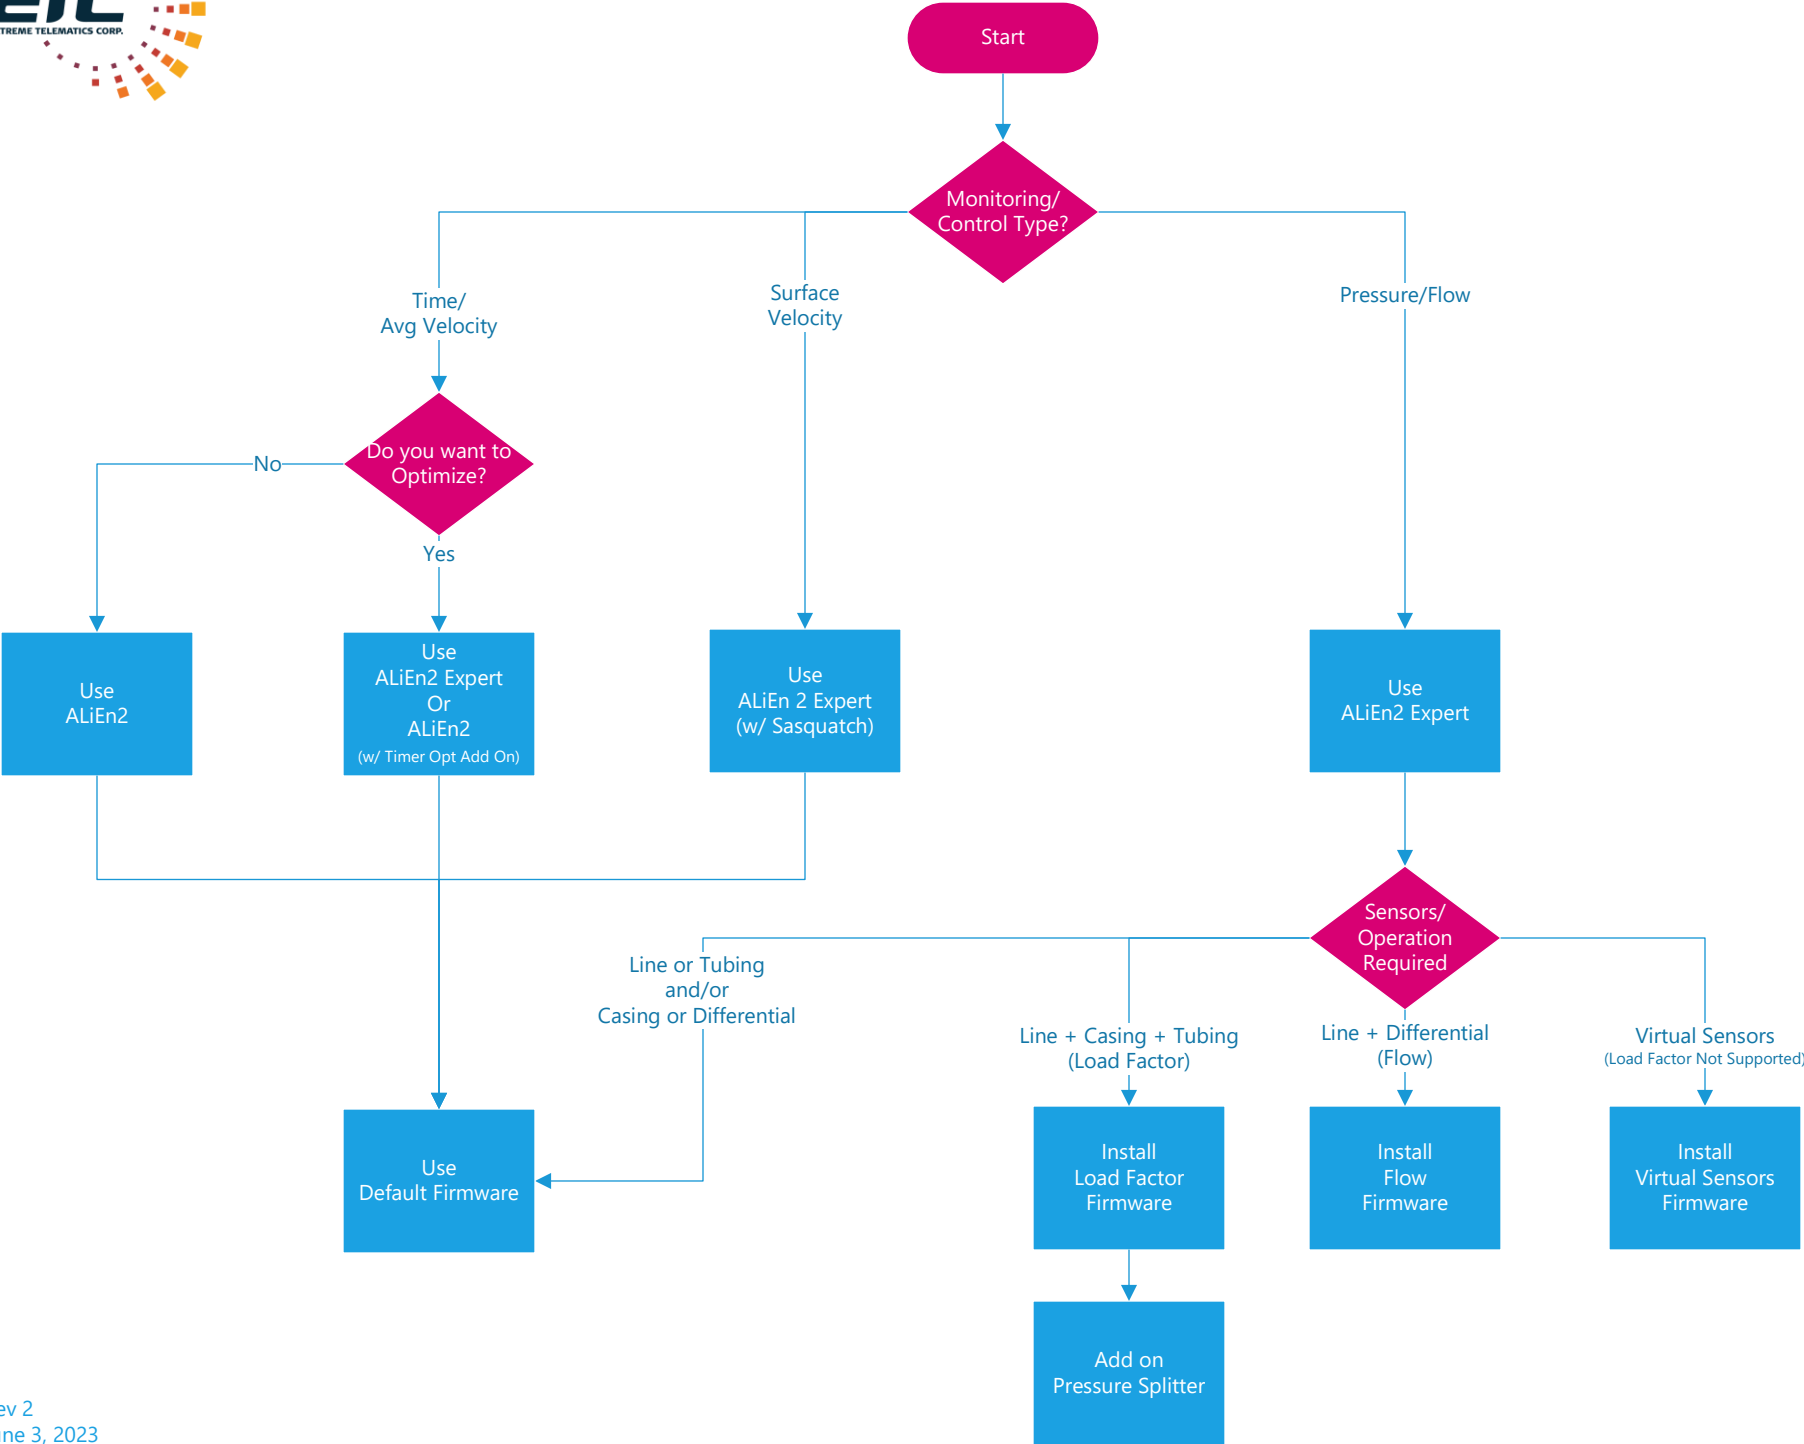 TREME TELEMATICS CORP.
Start
Monitoring/
Control Type?
Time/
Avg Velocity
Surface
Velocity
Pressure/Flow
Do you want to
Optimize?
No
Yes
Use
ALiEn2
Use
ALiEn2 Expert
Or
ALiEn2
(w/ Timer Opt Add On)
Use
ALiEn 2 Expert
(w/ Sasquatch)
Use
ALiEn2 Expert
Sensors/
Operation
Required
Line or Tubing
and/or
Casing or Differential
Line + Casing + Tubing
(Load Factor)
Line + Differential
(Flow)
Virtual Sensors
(Load Factor Not Supported)
Use
Default Firmware
Install
Load Factor
Firmware
Install
Flow
Firmware
Install
Virtual Sensors
Firmware
Add on
Pressure Splitter
ev 2
ne 3, 2023